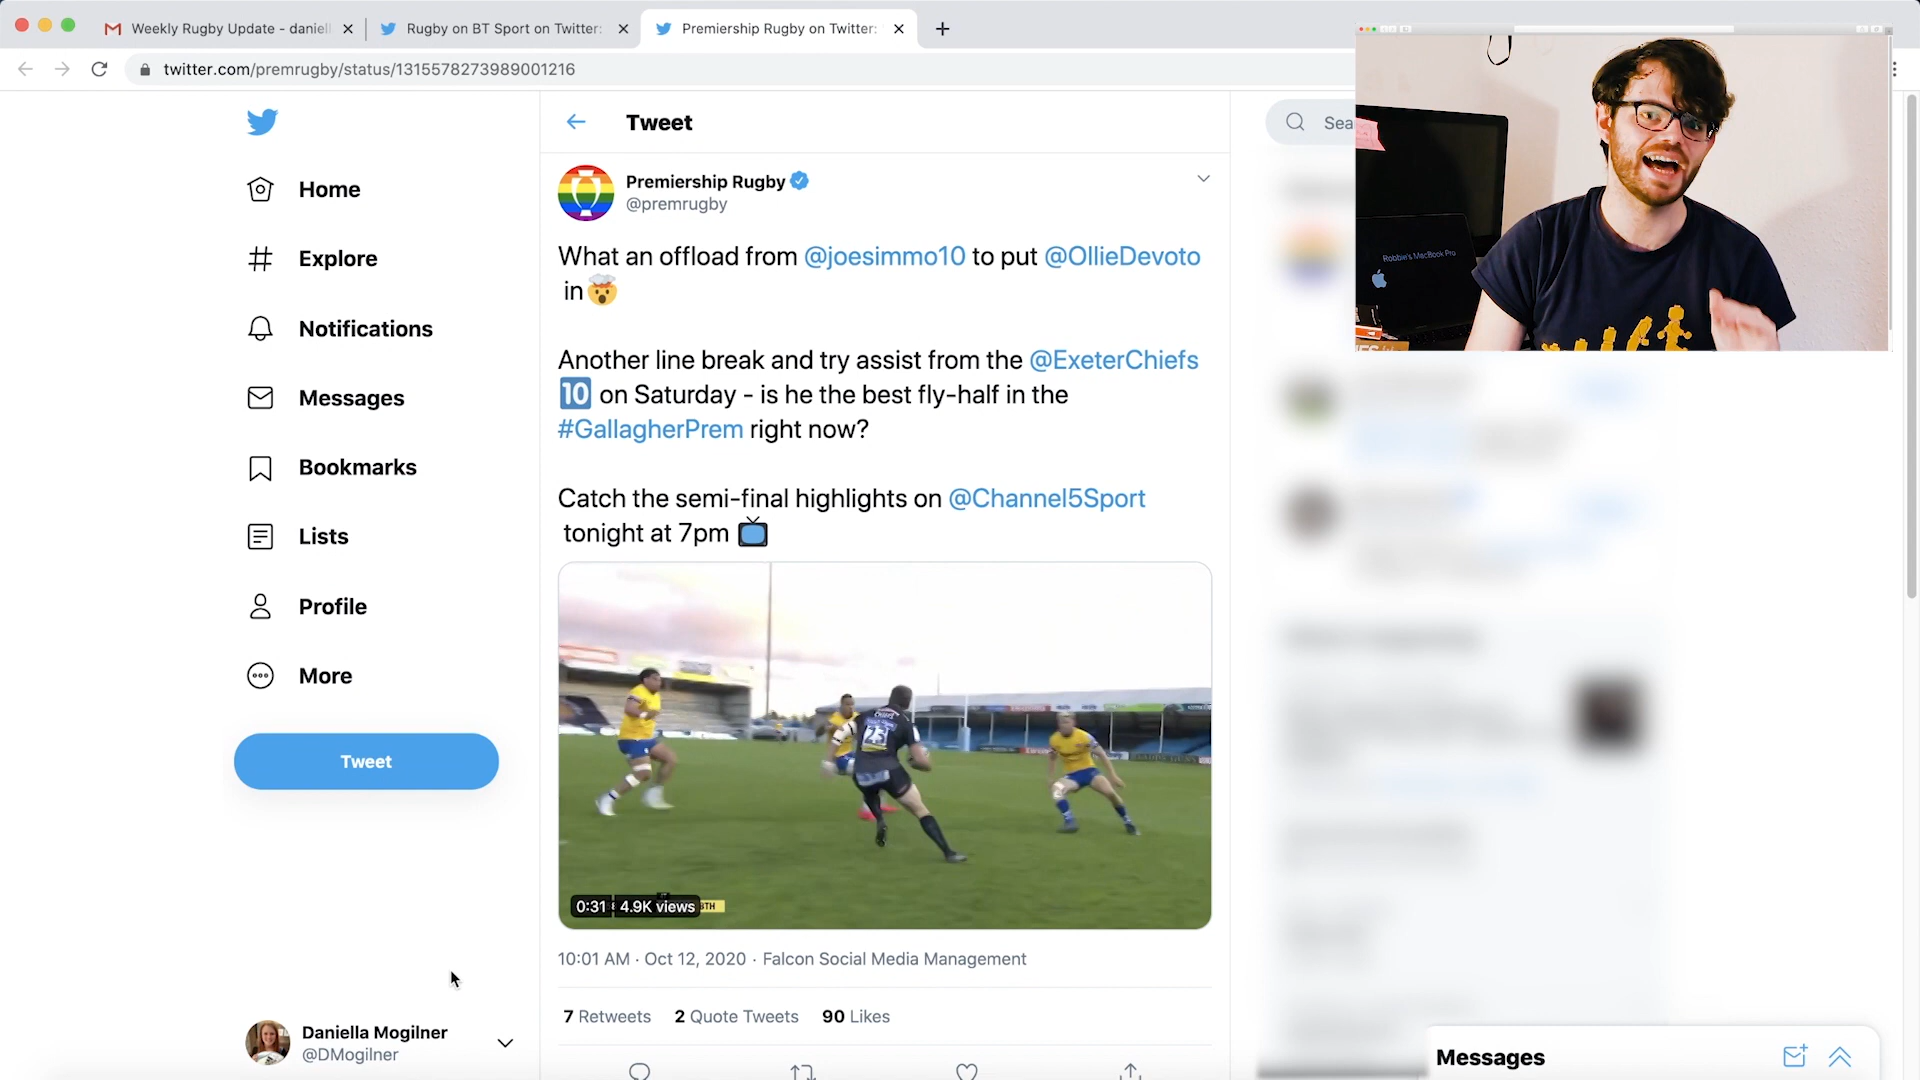 Weekly Rugby Update - daniell
Rugby on BT Sport on Twitter:
Premiership Rugby on Twitter:
twitter.com/premrugby/status/1315578273989001216
Home
Explore
Notifications
Messages
Bookmarks
Lists
Profile
More
Tweet
Daniella Mogilner
@DMogilner
Tweet
Premiership Rugby
@premrugby
What an offload from @joesimmo10 to put @OllieDevoto
in🤯
Another line break and try assist from the @ExeterChiefs
🔟 on Saturday - is he the best fly-half in the
#GallagherPrem right now?
Catch the semi-final highlights on @Channel5Sport
tonight at 7pm 📺
23
0:31 4.9K views
BTH
10:01 AM · Oct 12, 2020 · Falcon Social Media Management
7 Retweets 2 Quote Tweets 90 Likes
Sea
Robbin's MacBook Pro
Messages